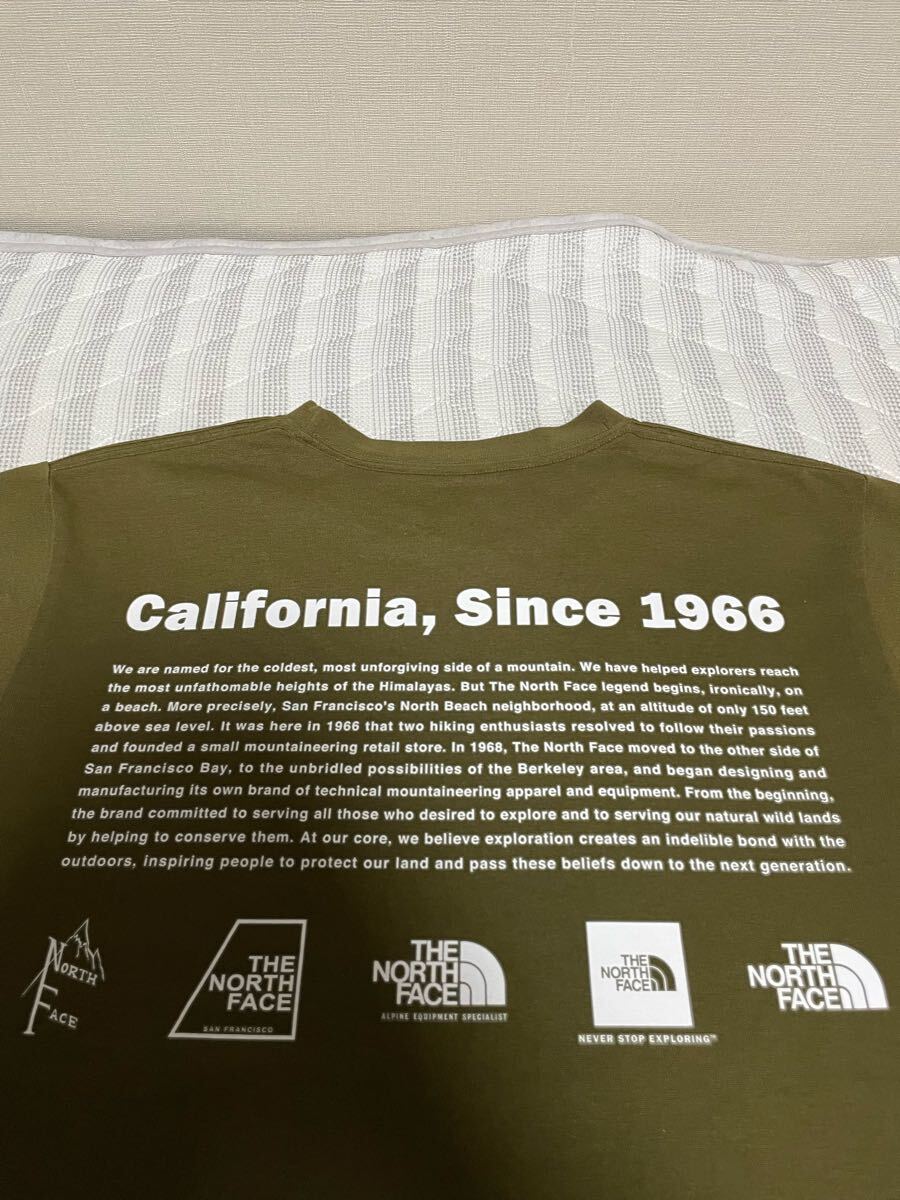 California, Since 1966
We are named for the coldest, most unforgiving side of a mountain. We have helped explorers reach
the most unfathomable heights of the Himalayas. But The North Face legend begins, ironically, on
a beach. More precisely, San Francisco's North Beach neighborhood, at an altitude of only 150 feet
above sea level. It was here in 1966 that two hiking enthusiasts resolved to follow their passions
and founded a small mountaineering retail store. In 1968, The North Face moved to the other side of
San Francisco Bay, to the unbridled possibilities of the Berkeley area, and began designing and
manufacturing its own brand of technical mountaineering apparel and equipment. From the beginning,
the brand committed to serving all those who desired to explore and to serving our natural wild lands
by helping to conserve them. At our core, we believe exploration creates an indelible bond with the
outdoors, inspiring people to protect our land and pass these beliefs down to the next generation.
NORTH
FACE
THE
NORTH
FACE
SAN FRANCISCO
THE
NORTH
FACE
ALPINE EQUIPMENT SPECIALIST
THE
NORTH
FACE
NEVER STOP EXPLORING™
THE
NORTH
FACE